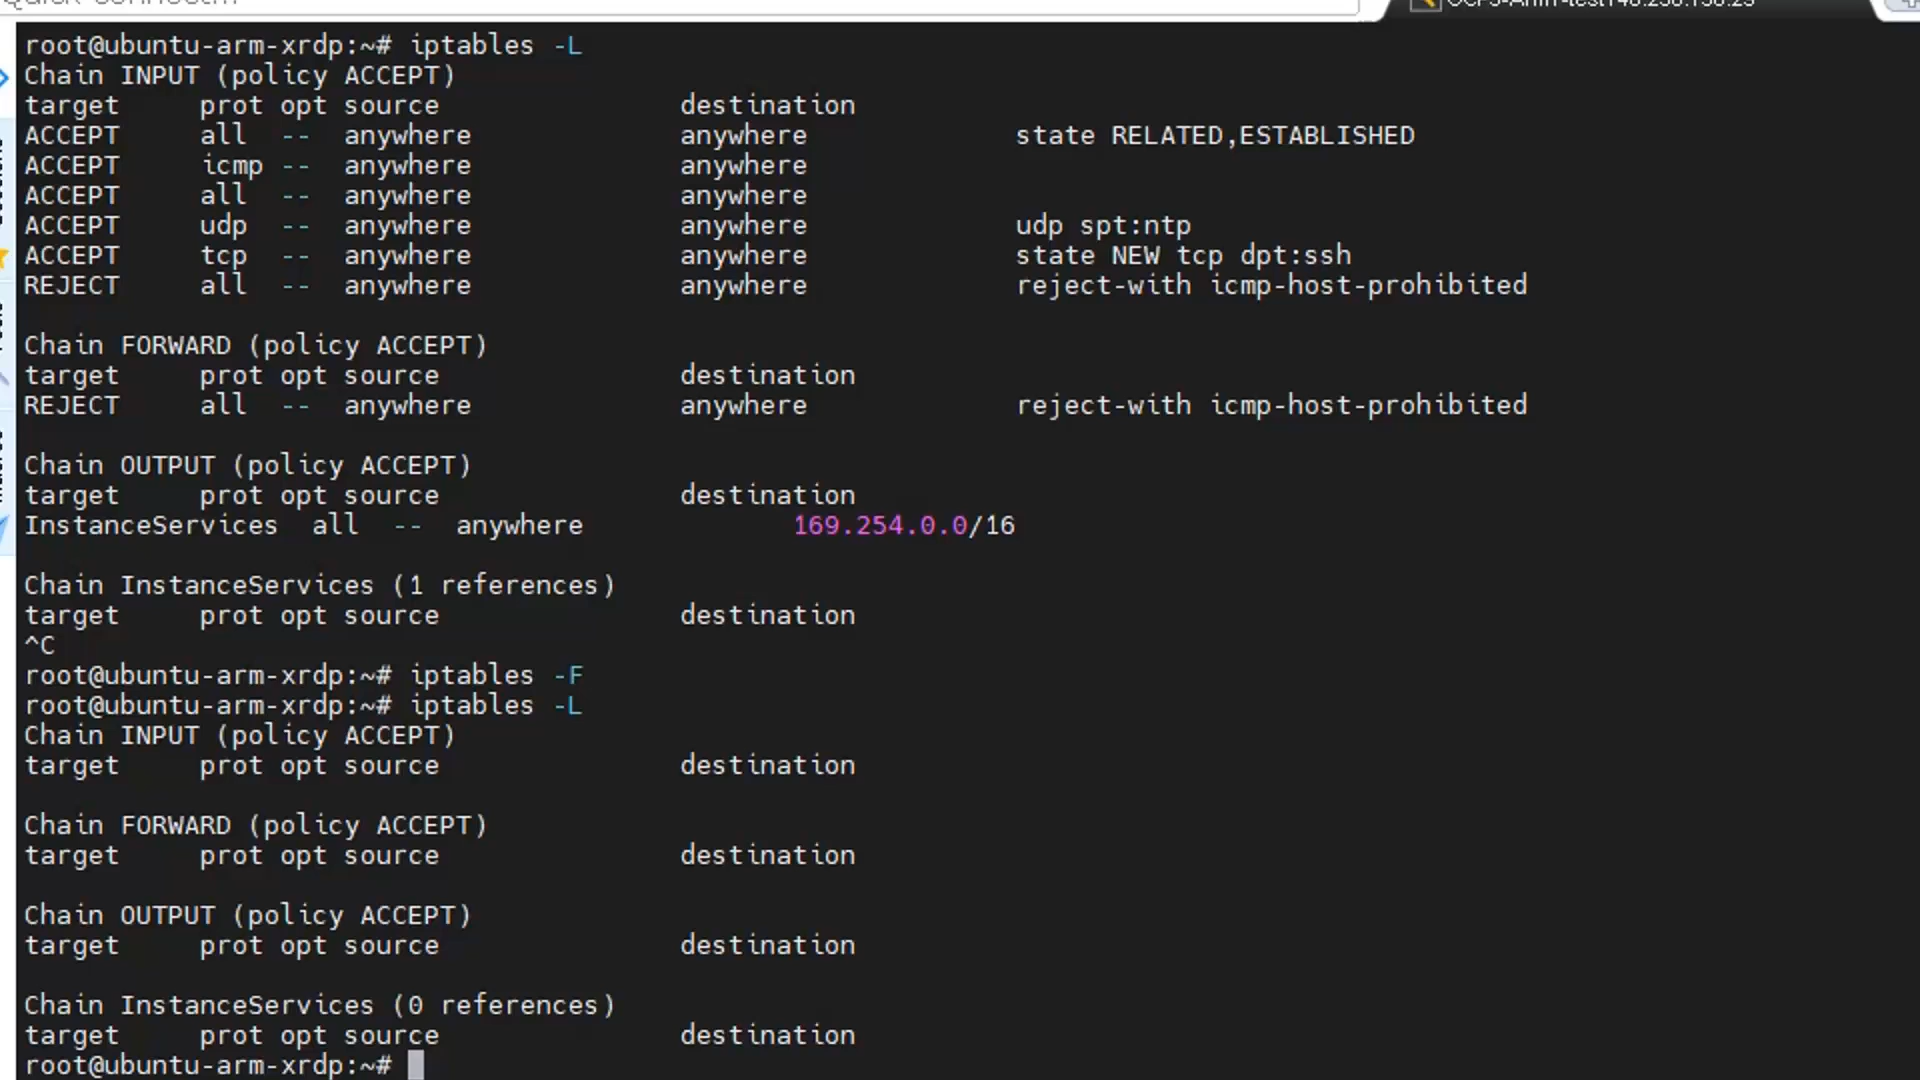 root@ubuntu-arm-xrdp:~# iptables -L
Chain INPUT (policy ACCEPT)
target     prot opt source               destination
ACCEPT     all  --  anywhere             anywhere             state RELATED,ESTABLISHED
ACCEPT     icmp --  anywhere             anywhere
ACCEPT     all  --  anywhere             anywhere
ACCEPT     udp  --  anywhere             anywhere             udp spt:ntp
ACCEPT     tcp  --  anywhere             anywhere             state NEW tcp dpt:ssh
REJECT     all  --  anywhere             anywhere             reject-with icmp-host-prohibited
Chain FORWARD (policy ACCEPT)
target     prot opt source               destination
REJECT     all  --  anywhere             anywhere             reject-with icmp-host-prohibited
Chain OUTPUT (policy ACCEPT)
target     prot opt source               destination
InstanceServices  all  --  anywhere             169.254.0.0/16
Chain InstanceServices (1 references)
target     prot opt source               destination
^C
root@ubuntu-arm-xrdp:~# iptables -F
root@ubuntu-arm-xrdp:~# iptables -L
Chain INPUT (policy ACCEPT)
target     prot opt source               destination
Chain FORWARD (policy ACCEPT)
target     prot opt source               destination
Chain OUTPUT (policy ACCEPT)
target     prot opt source               destination
Chain InstanceServices (0 references)
target     prot opt source               destination
root@ubuntu-arm-xrdp:~#